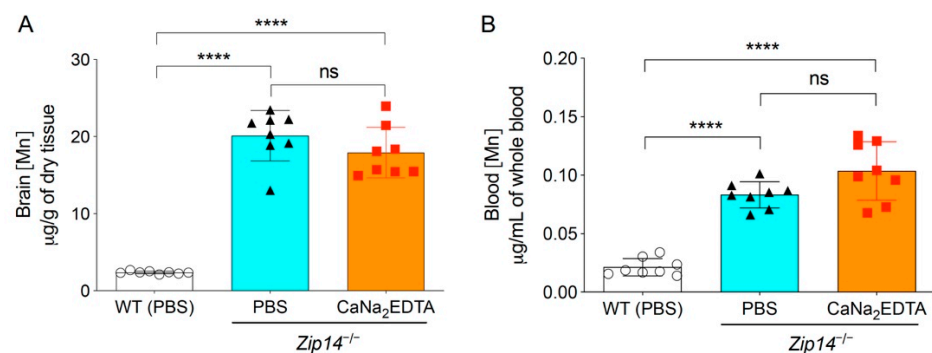 A
Brain [Mn]
μg/g of dry tissue
30
20
10
0
****
****
ns
WT (PBS)
PBS
CaNa₂EDTA
Zip14⁻/⁻
B
Blood [Mn]
μg/mL of whole blood
0.20
0.15
0.10
0.05
0.00
****
****
ns
WT (PBS)
PBS
CaNa₂EDTA
Zip14⁻/⁻